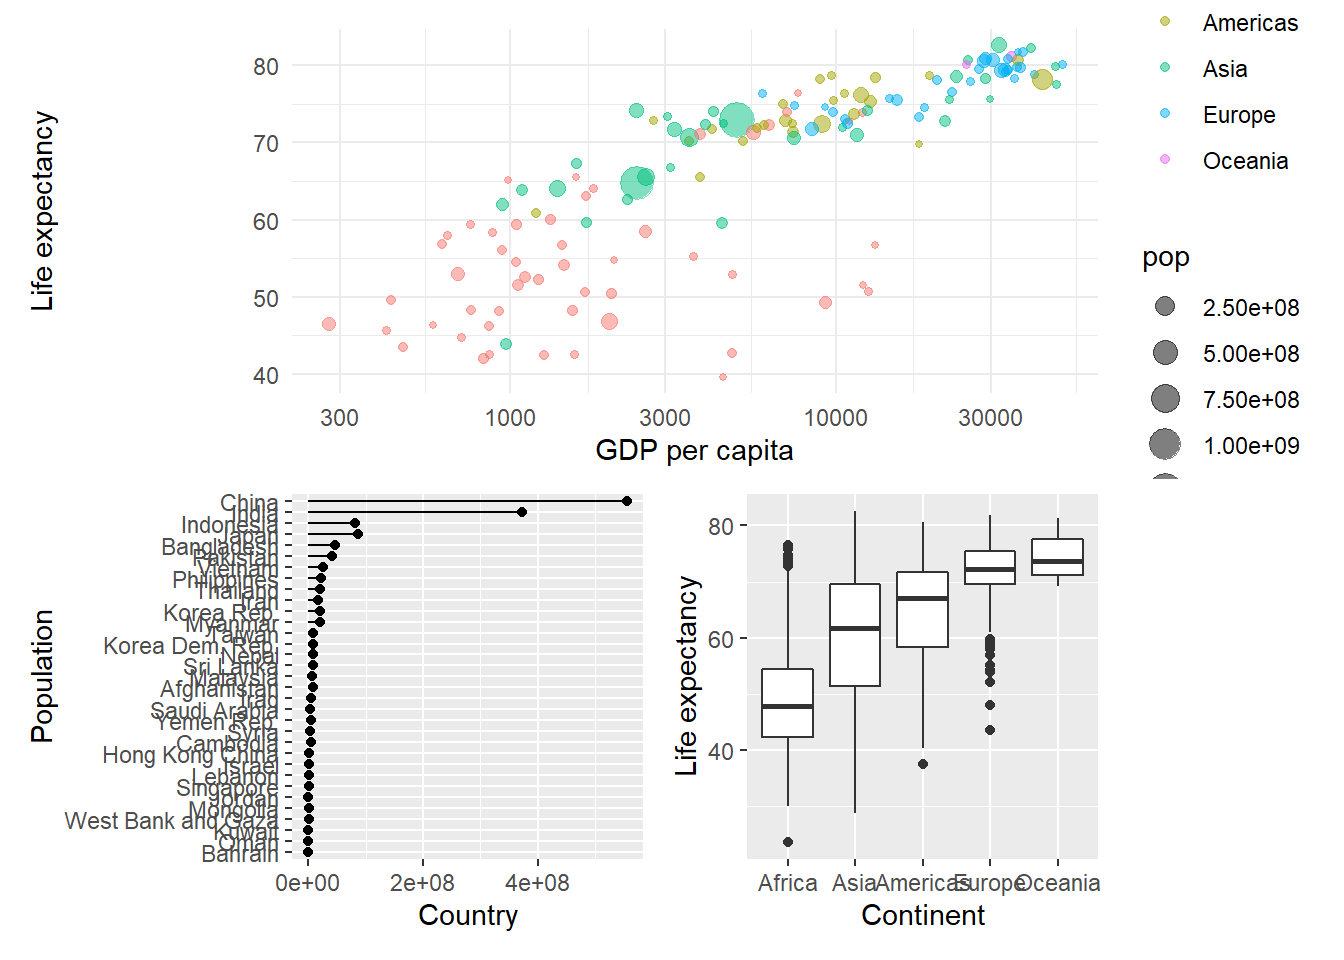 Americas
Asia
Europe
Oceania
pop
2.50e+08
5.00e+08
7.50e+08
1.00e+09
Life expectancy
80
70
60
50
40
300
1000
3000
10000
30000
GDP per capita
Population
China
India
Indonesia
Japan
Bangladesh
Pakistan
Vietnam
Philippines
Thailand
Iran
Korea Rep.
Myanmar
Taiwan
Korea Dem. Rep.
Nepal
Sri Lanka
Malaysia
Afghanistan
Iraq
Saudi Arabia
Yemen Rep.
Syria
Cambodia
Hong Kong China
Israel
Lebanon
Singapore
Jordan
Mongolia
West Bank and Gaza
Kuwait
Oman
Bahrain
0e+00
2e+08
4e+08
Country
Life expectancy
80
60
40
Africa
Asia
Americas
Europe
Oceania
Continent